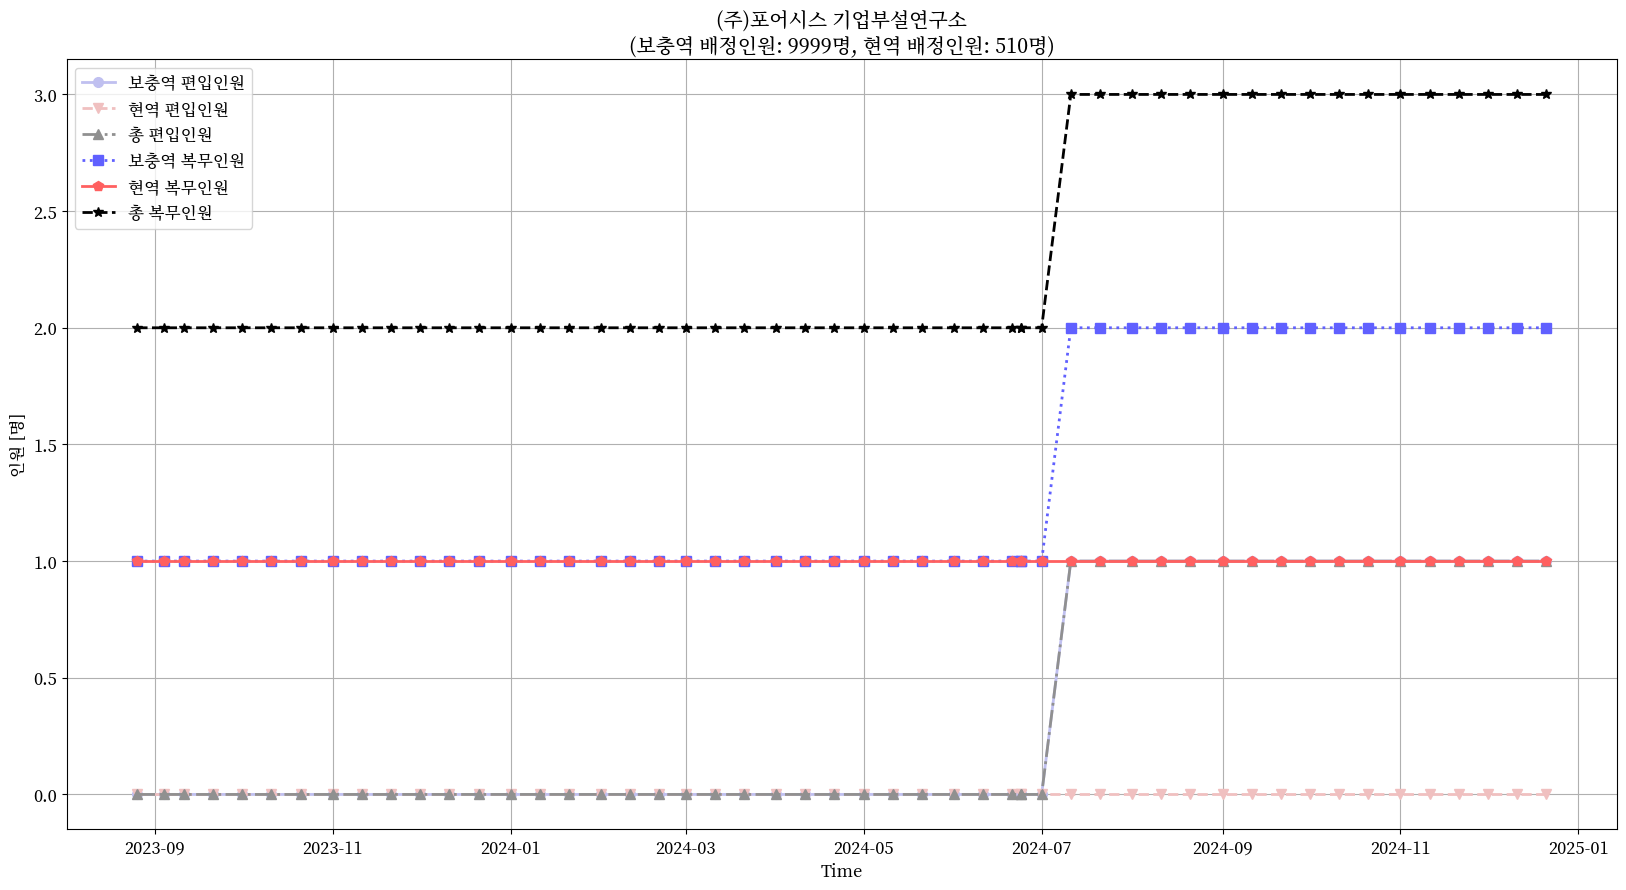 (주)포어시스 기업부설연구소
(보충역 배정인원: 9999명, 현역 배정인원: 510명)
보충역 편입인원
현역 편입인원
총 편입인원
보충역 복무인원
현역 복무인원
총 복무인원
3.0
2.5
2.0
1.5
1.0
0.5
0.0
인원 [명]
2023-09 2023-11 2024-01 2024-03 2024-05 2024-07 2024-09 2024-11 2025-01
Time